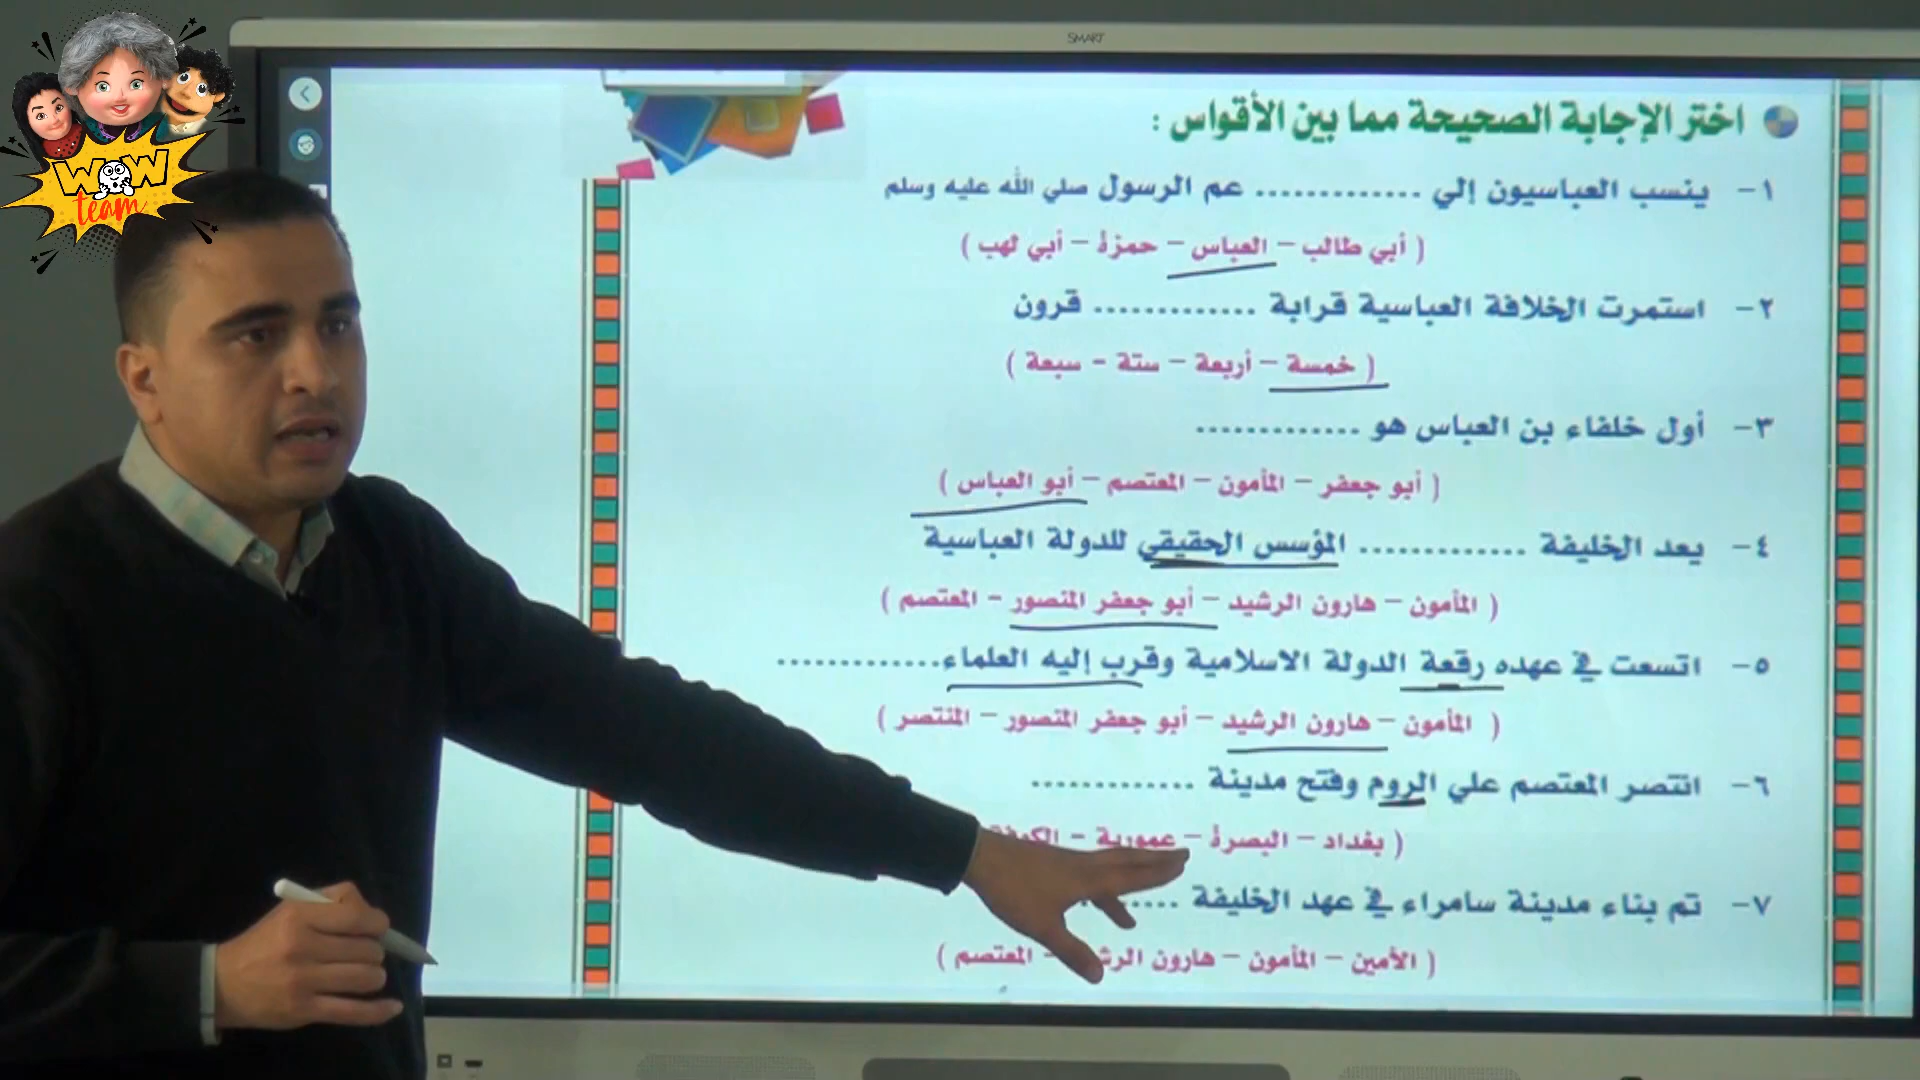 SMART
WOW
team
اختر الإجابة الصحيحة مما بين الأقواس :
١- ينسب العباسيون إلي ............. عم الرسول صلي الله عليه وسلم
( أبي طالب – العباس – حمزة – أبي لهب )
٢- استمرت الخلافة العباسية قرابة ............. قرون
( خمسة – أربعة – ستة – سبعة )
٣- أول خلفاء بن العباس هو .............
( أبو جعفر – المأمون – المعتصم – أبو العباس )
٤- يعد الخليفة ............. المؤسس الحقيقي للدولة العباسية
( المأمون – هارون الرشيد – أبو جعفر المنصور – المعتصم )
٥- اتسعت في عهده رقعة الدولة الاسلامية وقرب إليه العلماء.............
( المأمون – هارون الرشيد – أبو جعفر المنصور – المنتصر )
٦- انتصر المعتصم علي الروم وفتح مدينة .............
( بغداد – البصرة – عمورية –
٧- تم بناء مدينة سامراء في عهد الخليفة ....
( الأمين – المأمون – هارون – المعتصم )